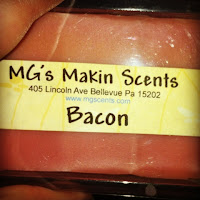 MG's Makin Scents
405 Lincoln Ave Bellevue Pa 15202
www.mgscents.com
Bacon